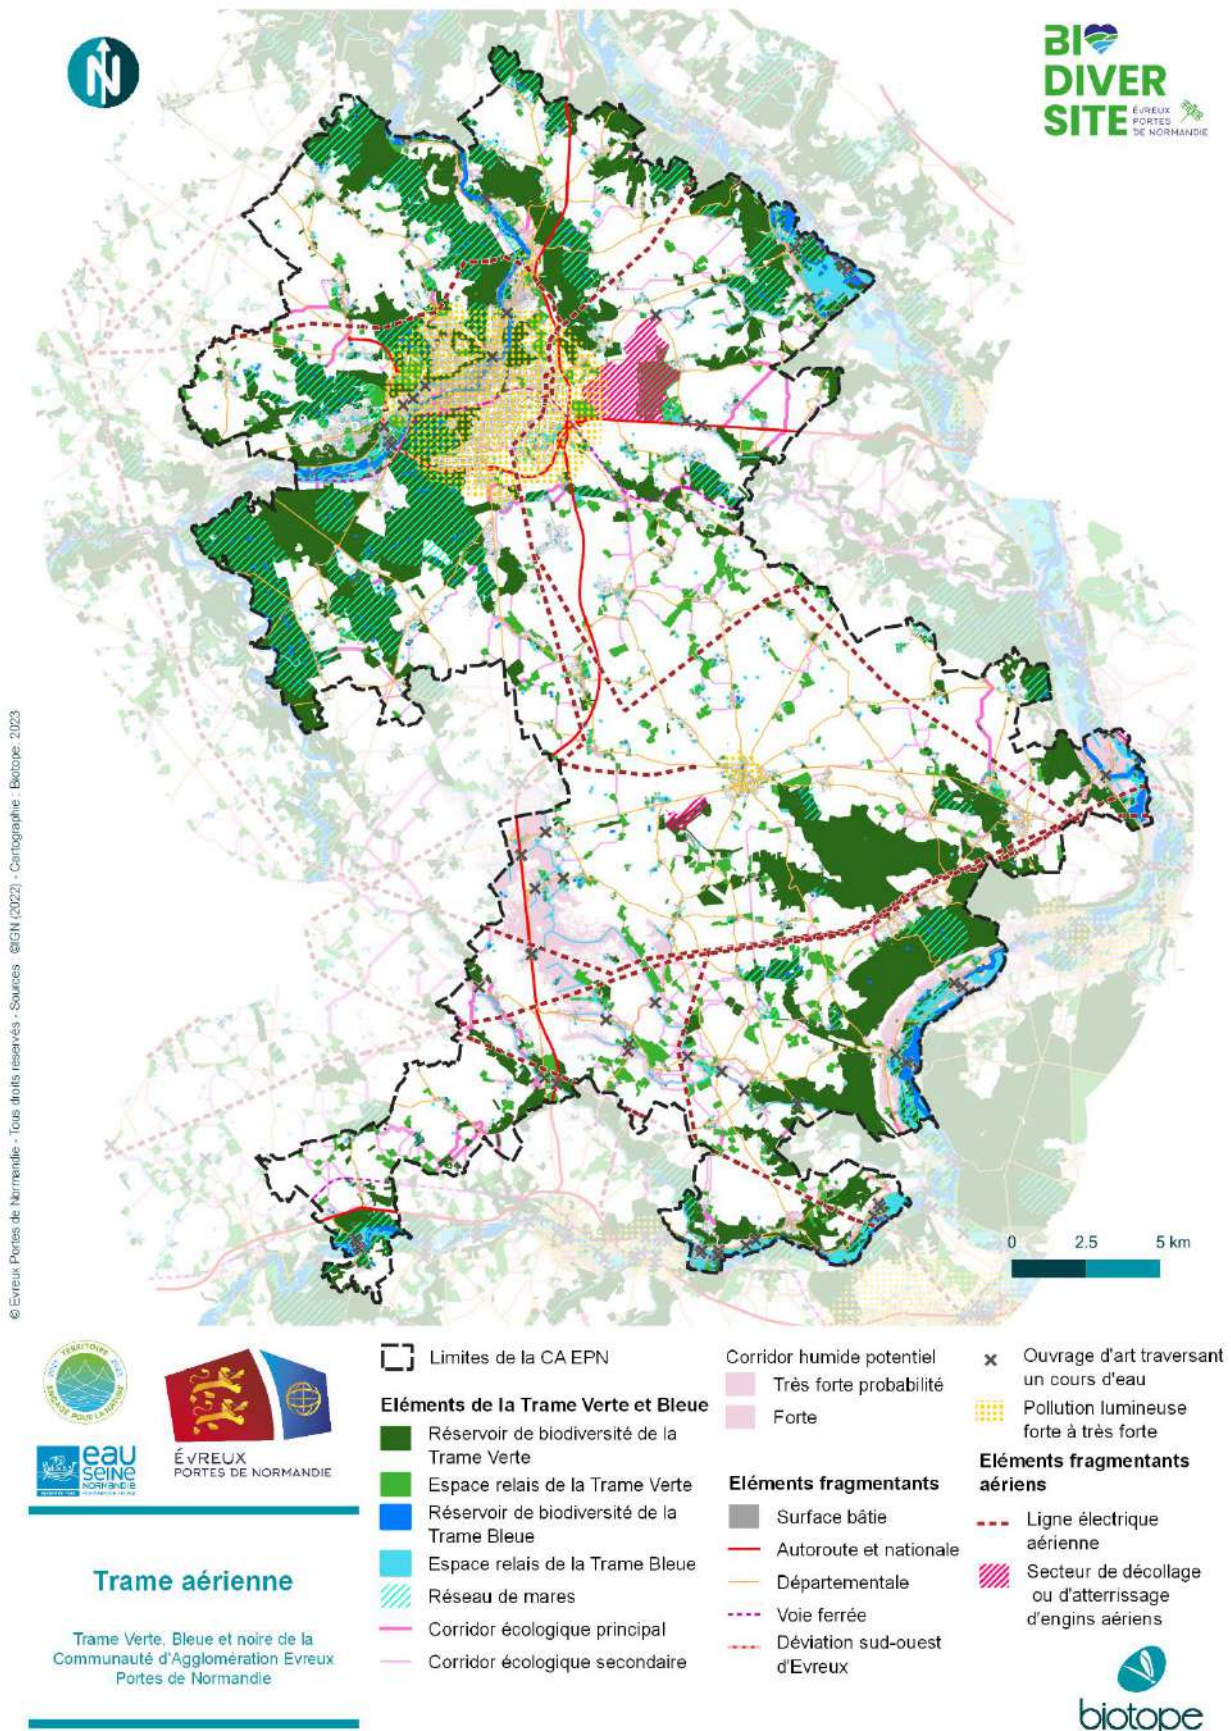 BI
DIVER
SITE
ÉVREUX
PORTES
DE NORMANDIE
N
© Evreux Portes de Normandie - Tous droits réservés - Sources : ©IGN (2022) - Cartographie : Biotope, 2023
0 2.5 5 km
TERRITOIRE
ENGAGÉ POUR LA NATURE
eau
SEINE
NORMANDIE
ÉVREUX
PORTES DE NORMANDIE
Trame aérienne
Trame Verte, Bleue et noire de la
Communauté d'Agglomération Evreux
Portes de Normandie
Limites de la CA EPN
Eléments de la Trame Verte et Bleue
Réservoir de biodiversité de la
Trame Verte
Espace relais de la Trame Verte
Réservoir de biodiversité de la
Trame Bleue
Espace relais de la Trame Bleue
Réseau de mares
Corridor écologique principal
Corridor écologique secondaire
Corridor humide potentiel
Très forte probabilité
Forte
Eléments fragmentants
Surface bâtie
Autoroute et nationale
Départementale
Voie ferrée
Déviation sud-ouest
d'Evreux
Ouvrage d'art traversant
un cours d'eau
Pollution lumineuse
forte à très forte
Eléments fragmentants
aériens
Ligne électrique
aérienne
Secteur de décollage
ou d'atterrissage
d'engins aériens
biotope